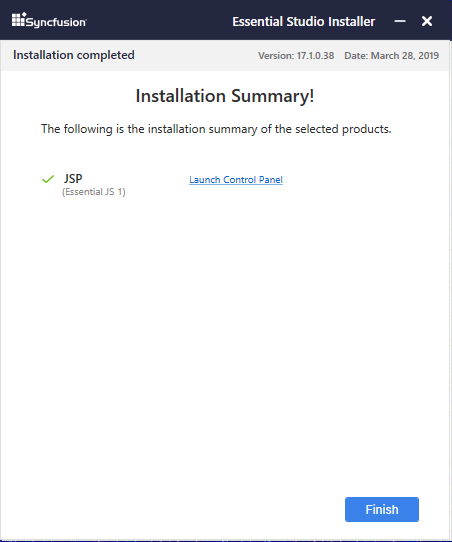 Syncfusion Essential Studio Installer
Installation completed Version: 17.1.0.38 Date: March 28, 2019
Installation Summary!
The following is the installation summary of the selected products.
JSP Launch Control Panel
(Essential JS 1)
Finish